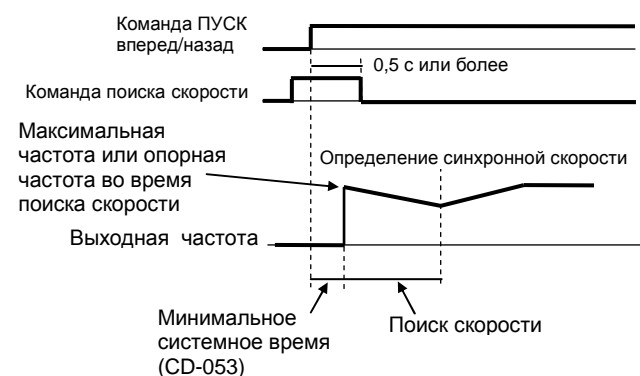 Команда ПУСК
вперед/назад
0,5 с или более
Команда поиска скорости
Максимальная
частота или опорная
частота во время
поиска скорости
Определение синхронной скорости
Выходная частота
Минимальное
системное время
(CD-053)
Поиск скорости